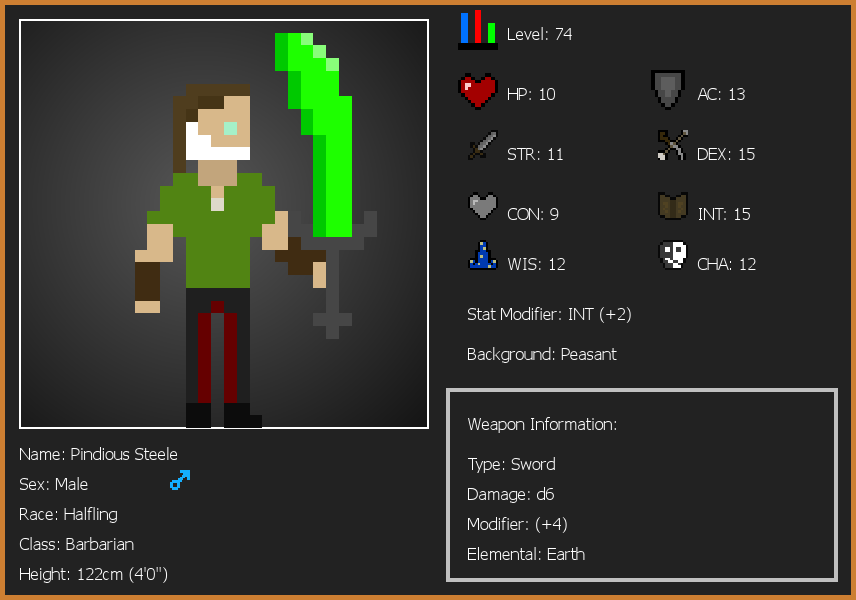 Level: 74
HP: 10
AC: 13
STR: 11
DEX: 15
CON: 9
INT: 15
WIS: 12
CHA: 12
Stat Modifier: INT (+2)
Background: Peasant
Weapon Information:
Type: Sword
Damage: d6
Modifier: (+4)
Elemental: Earth
Name: Pindious Steele
Sex: Male
Race: Halfling
Class: Barbarian
Height: 122cm (4'0")